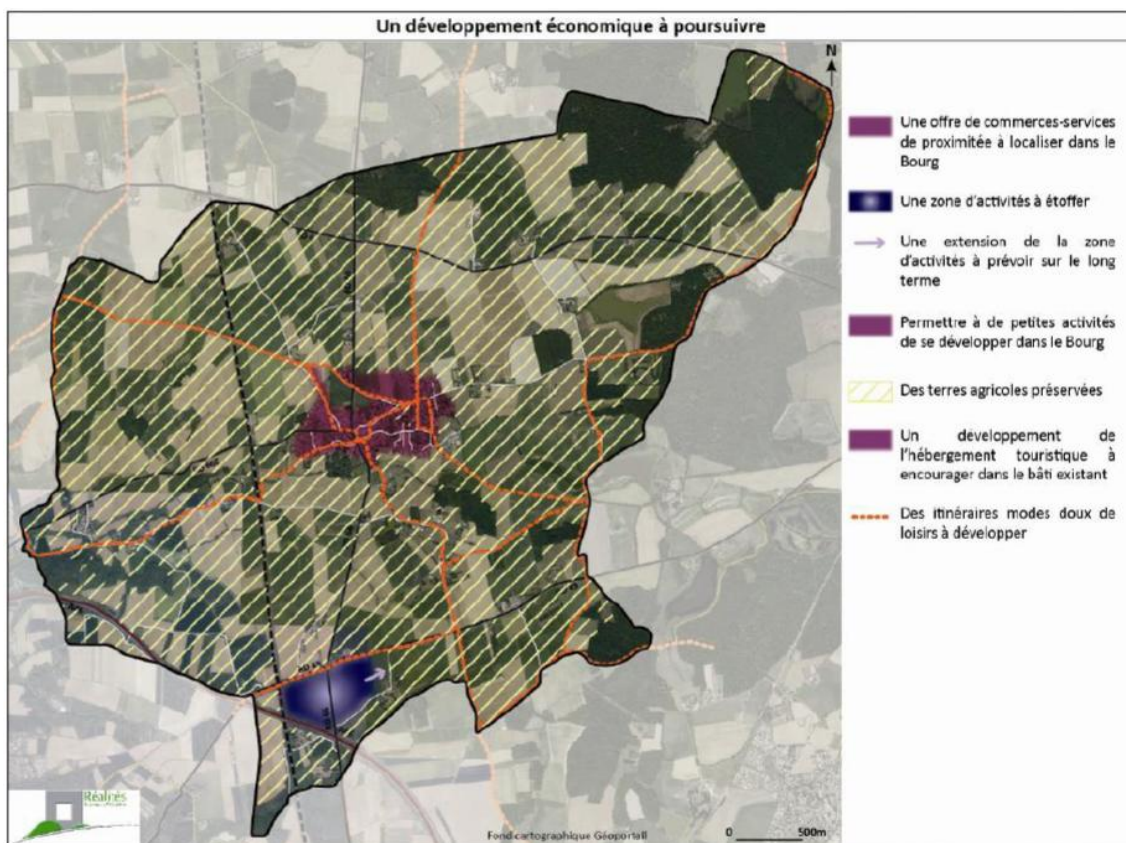 Un développement économique à poursuivre
N
Une offre de commerces-services
de proximitée à localiser dans le
Bourg
Une zone d'activités à étoffer
Une extension de la zone
d'activités à prévoir sur le long
terme
Permettre à de petites activités
de se développer dans le Bourg
Des terres agricoles préservées
Un développement de
l'hébergement touristique à
encourager dans le bâti existant
Des itinéraires modes doux de
loisirs à développer
Réalités
Fond cartographique Géoportail
0 500m